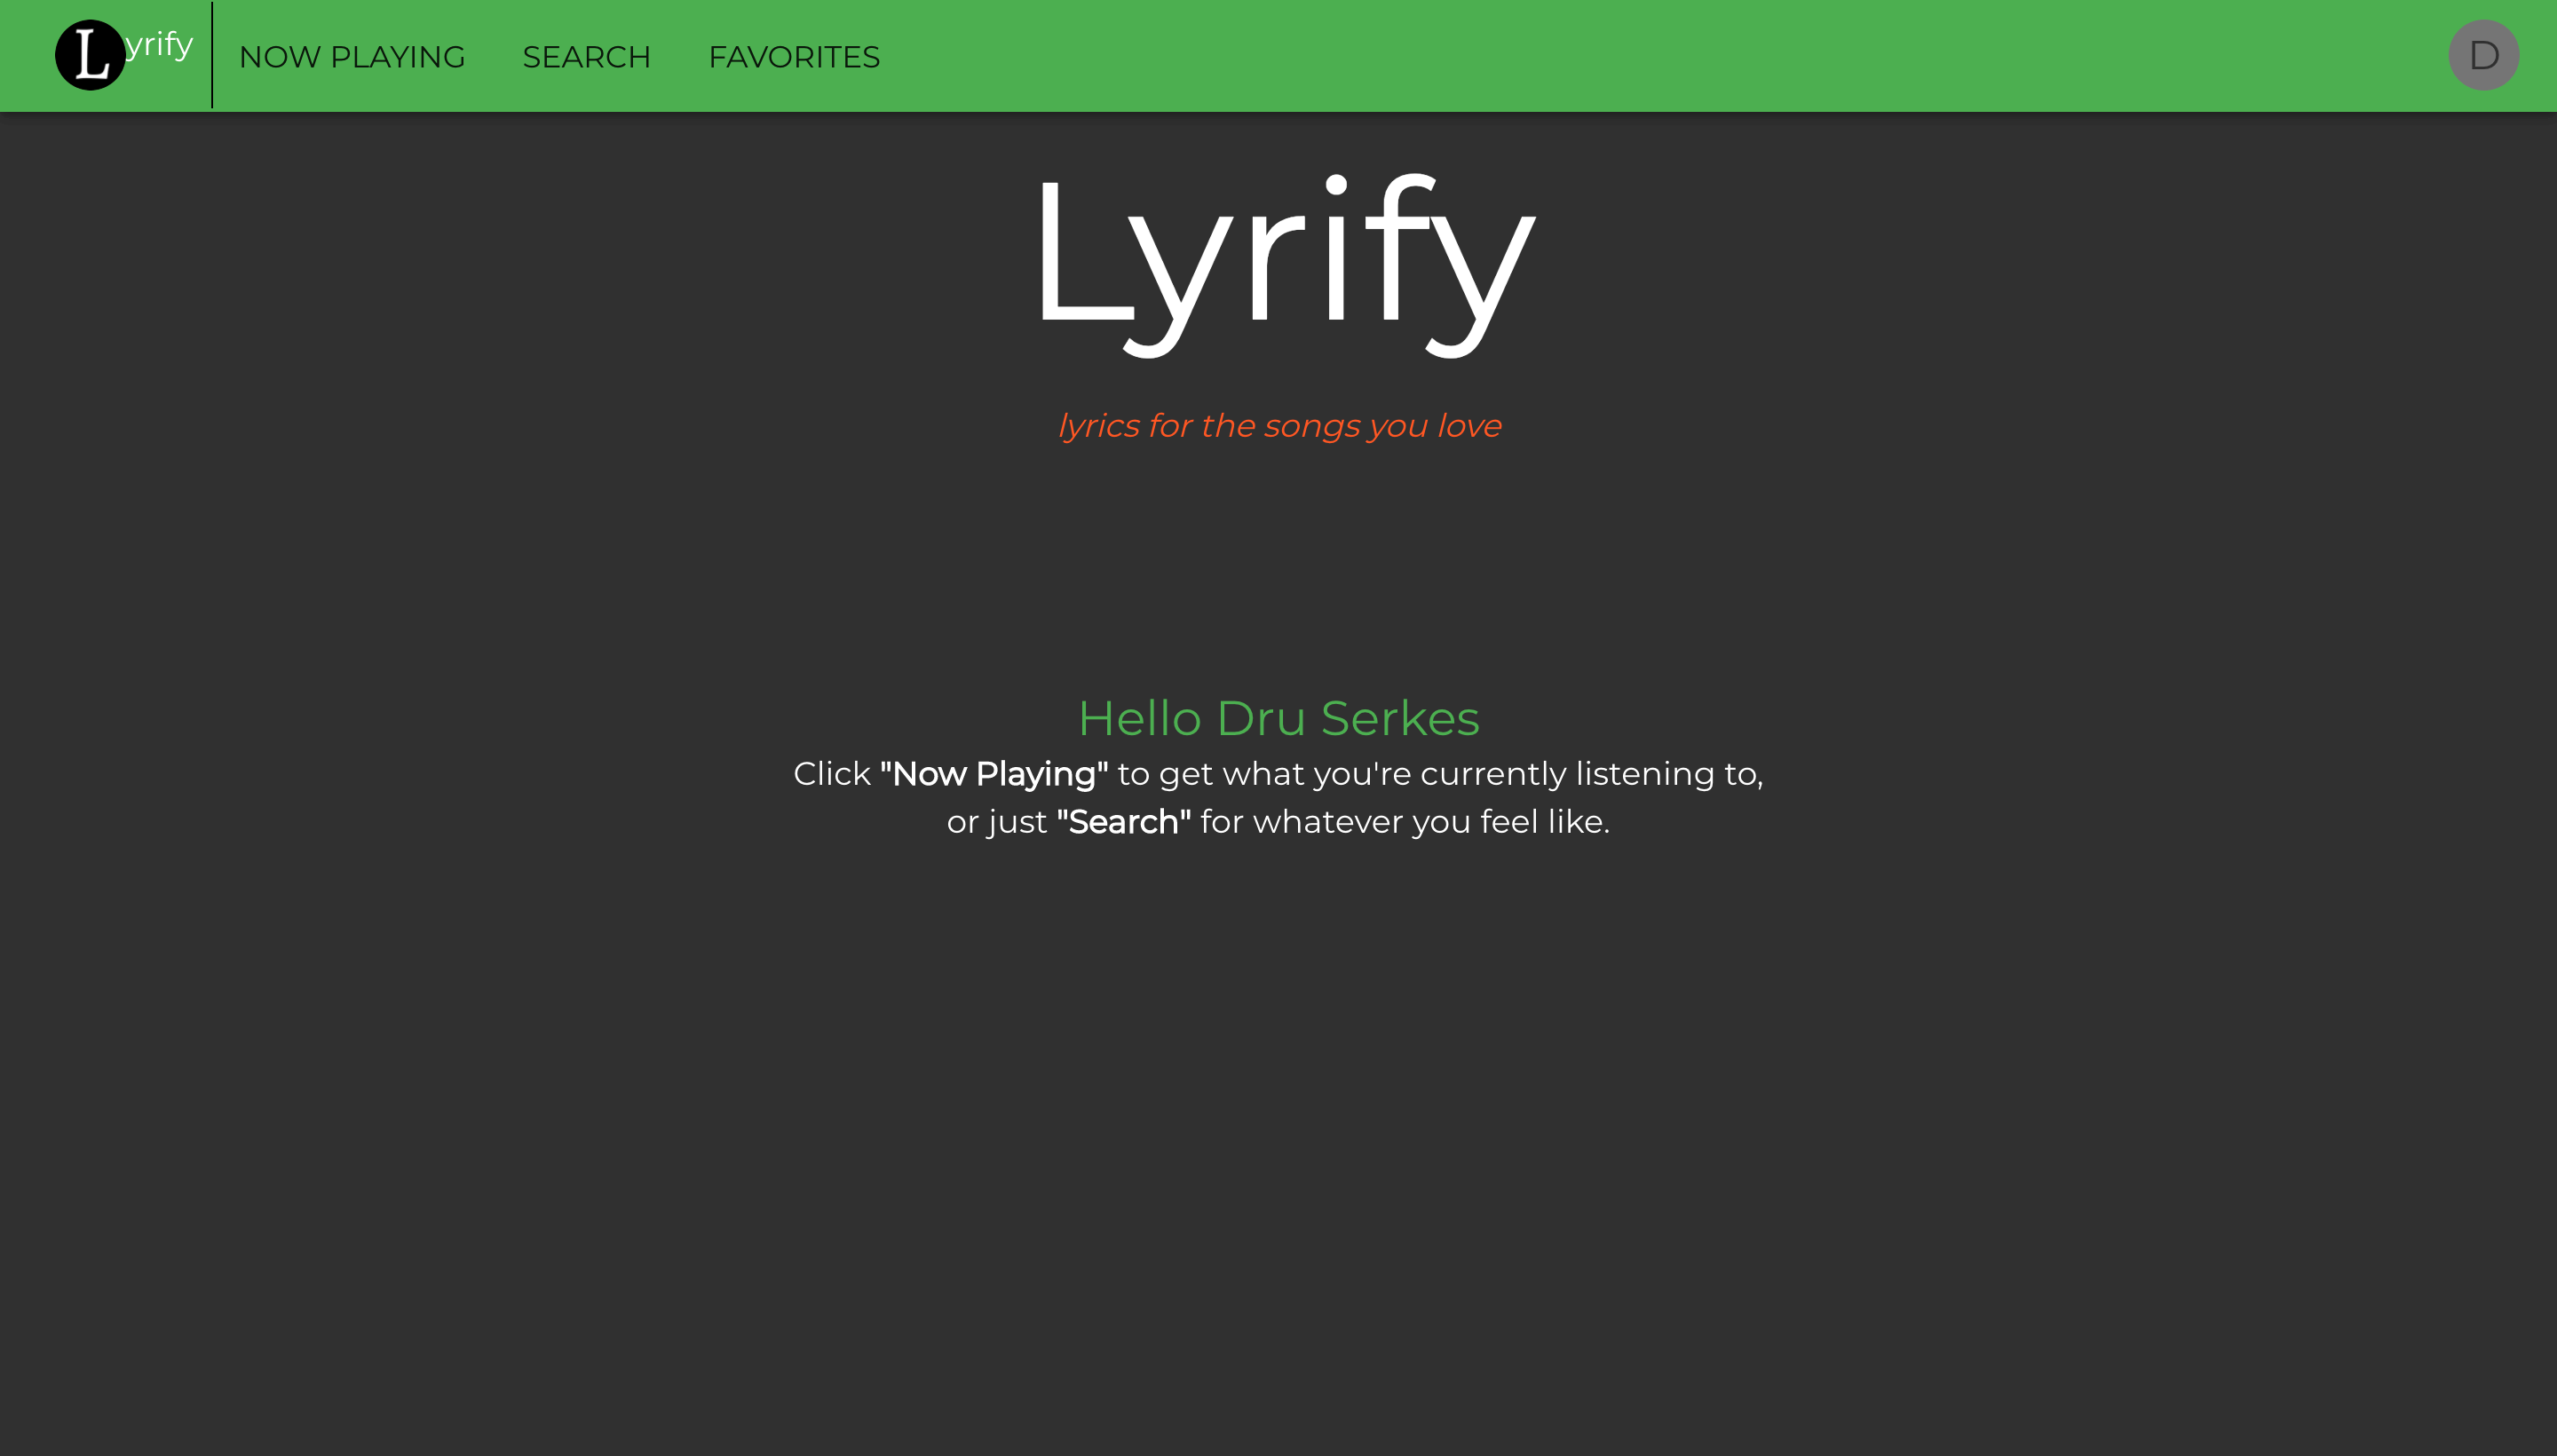 Lyrify NOW PLAYING SEARCH FAVORITES D
Lyrify
lyrics for the songs you love
Hello Dru Serkes
Click "Now Playing" to get what you're currently listening to,
or just "Search" for whatever you feel like.